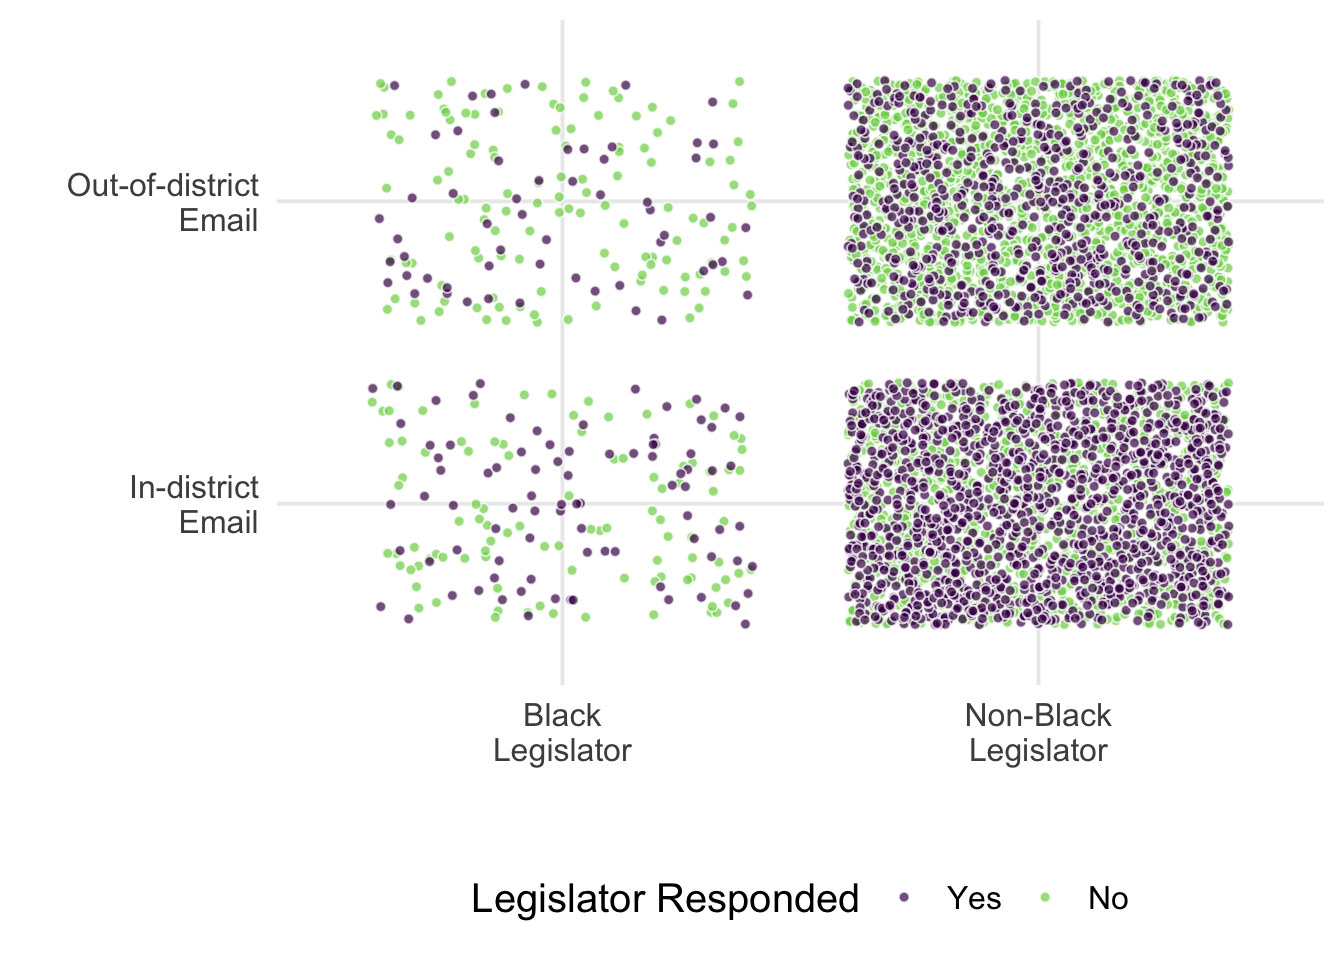 Out-of-district
Email
In-district
Email
Black
Legislator
Non-Black
Legislator
Legislator Responded Yes No